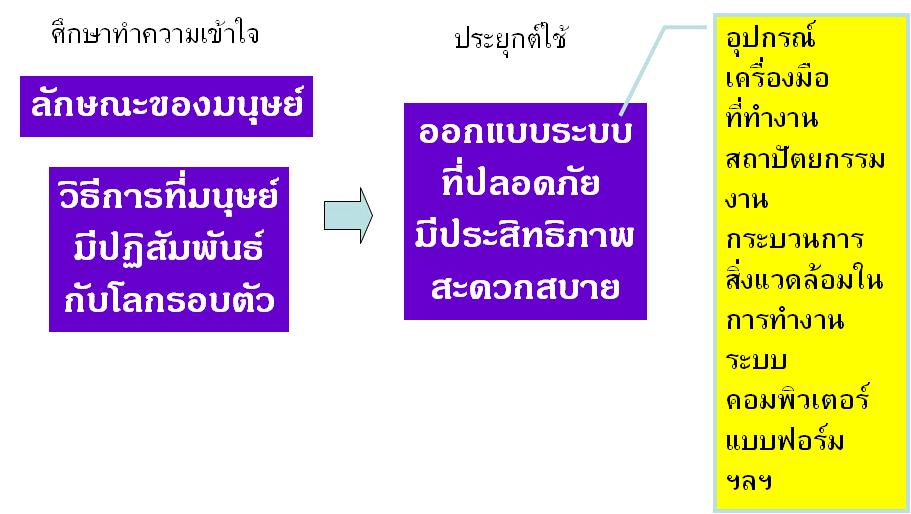 ศึกษาทำความเข้าใจ
ลักษณะของมนุษย์
วิธีการที่มนุษย์
มีปฏิสัมพันธ์
กับโลกรอบตัว
ประยุกต์ใช้
ออกแบบระบบ
ที่ปลอดภัย
มีประสิทธิภาพ
สะดวกสบาย
อุปกรณ์
เครื่องมือ
ที่ทำงาน
สถาปัตยกรรม
งาน
กระบวนการ
สิ่งแวดล้อมใน
การทำงาน
ระบบ
คอมพิวเตอร์
แบบฟอร์ม
ฯลฯ